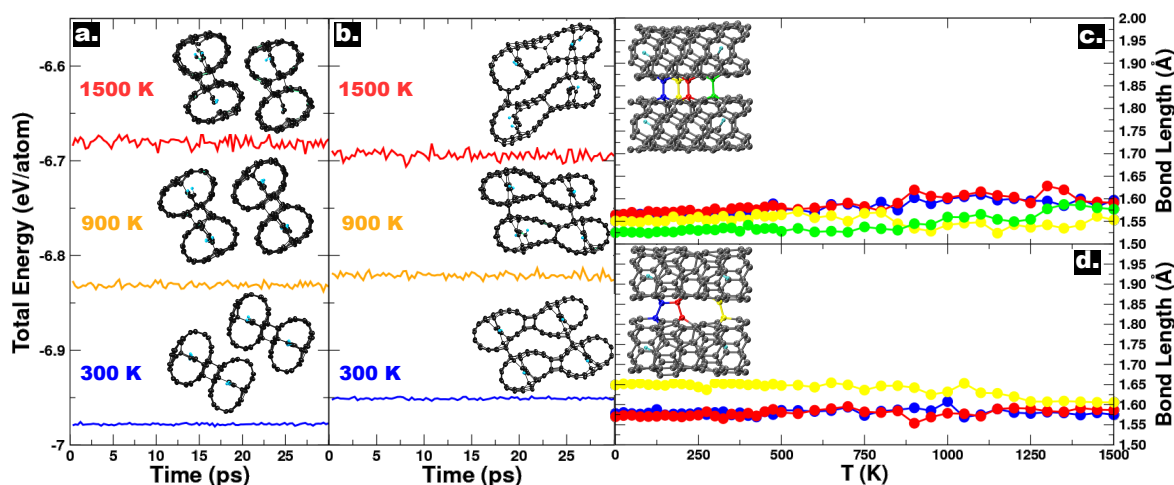 a.
b.
c.
d.
Total Energy (eV/atom)
-6.6
-6.7
-6.8
-6.9
-7
1500 K
900 K
300 K
0 5 10 15 20 25
Time (ps)
1500 K
900 K
300 K
0 5 10 15 20 25
Time (ps)
2.00
1.95
1.90
1.85
1.80
1.75
1.70
1.65
1.60
1.55
1.50
Bond Length (Å)
1.95
1.90
1.85
1.80
1.75
1.70
1.65
1.60
1.55
1.50
Bond Length (Å)
0 250 500 750 1000 1250 1500
T (K)